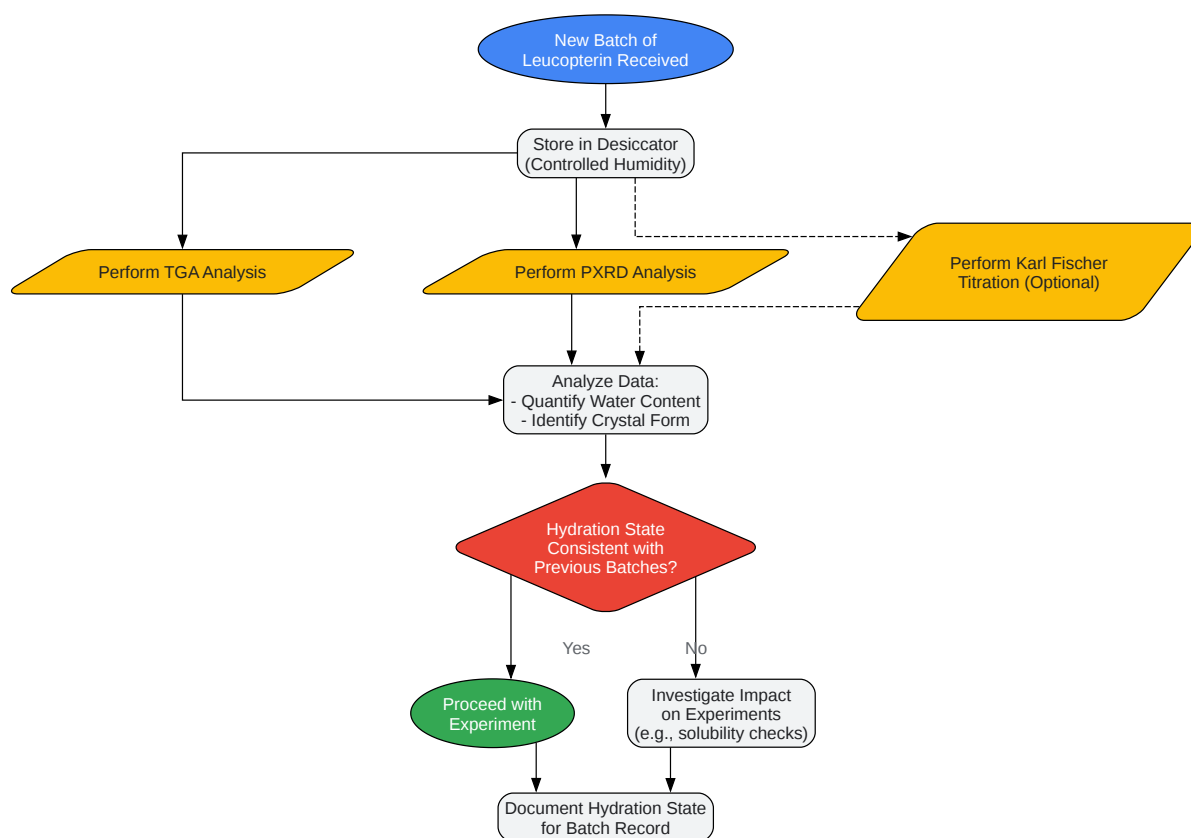 New Batch of
Leucopterin Received
Store in Desiccator
(Controlled Humidity)
Perform TGA Analysis
Perform PXRD Analysis
Perform Karl Fischer
Titration (Optional)
Analyze Data:
- Quantify Water Content
- Identify Crystal Form
Hydration State
Consistent with
Previous Batches?
Yes
No
Proceed with
Experiment
Investigate Impact
on Experiments
(e.g., solubility checks)
Document Hydration State
for Batch Record